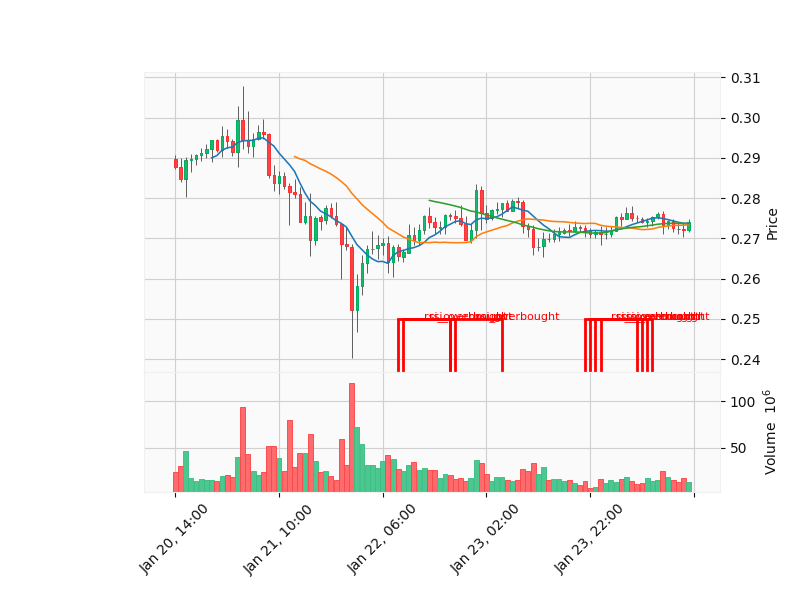 0.31
0.30
0.29
0.28
0.27
0.26
0.25
0.24
Price
overbought
100
50
Volume 10^6
Jan 20, 14:00
Jan 21, 10:00
Jan 22, 06:00
Jan 23, 02:00
Jan 23, 22:00